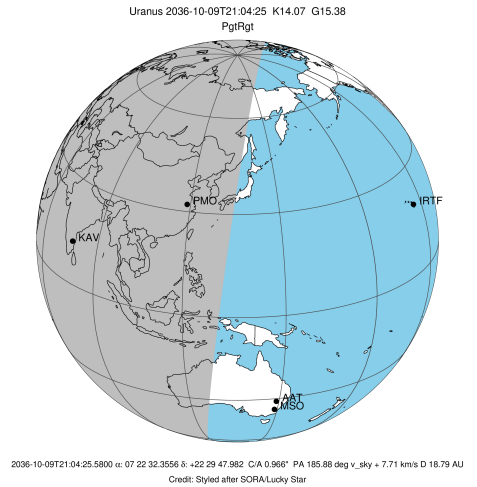 Uranus 2036-10-09T21:04:25 K14.07 G15.38
PgtRgt
PMO
IRTF
KAV
AAT
MSO
2036-10-09T21:04:25.5800 α: 07 22 32.3556 δ: +22 29 47.982 C/A 0.966" PA 185.88 deg v_sky + 7.71 km/s D 18.79 AU
Credit: Styled after SORA/Lucky Star